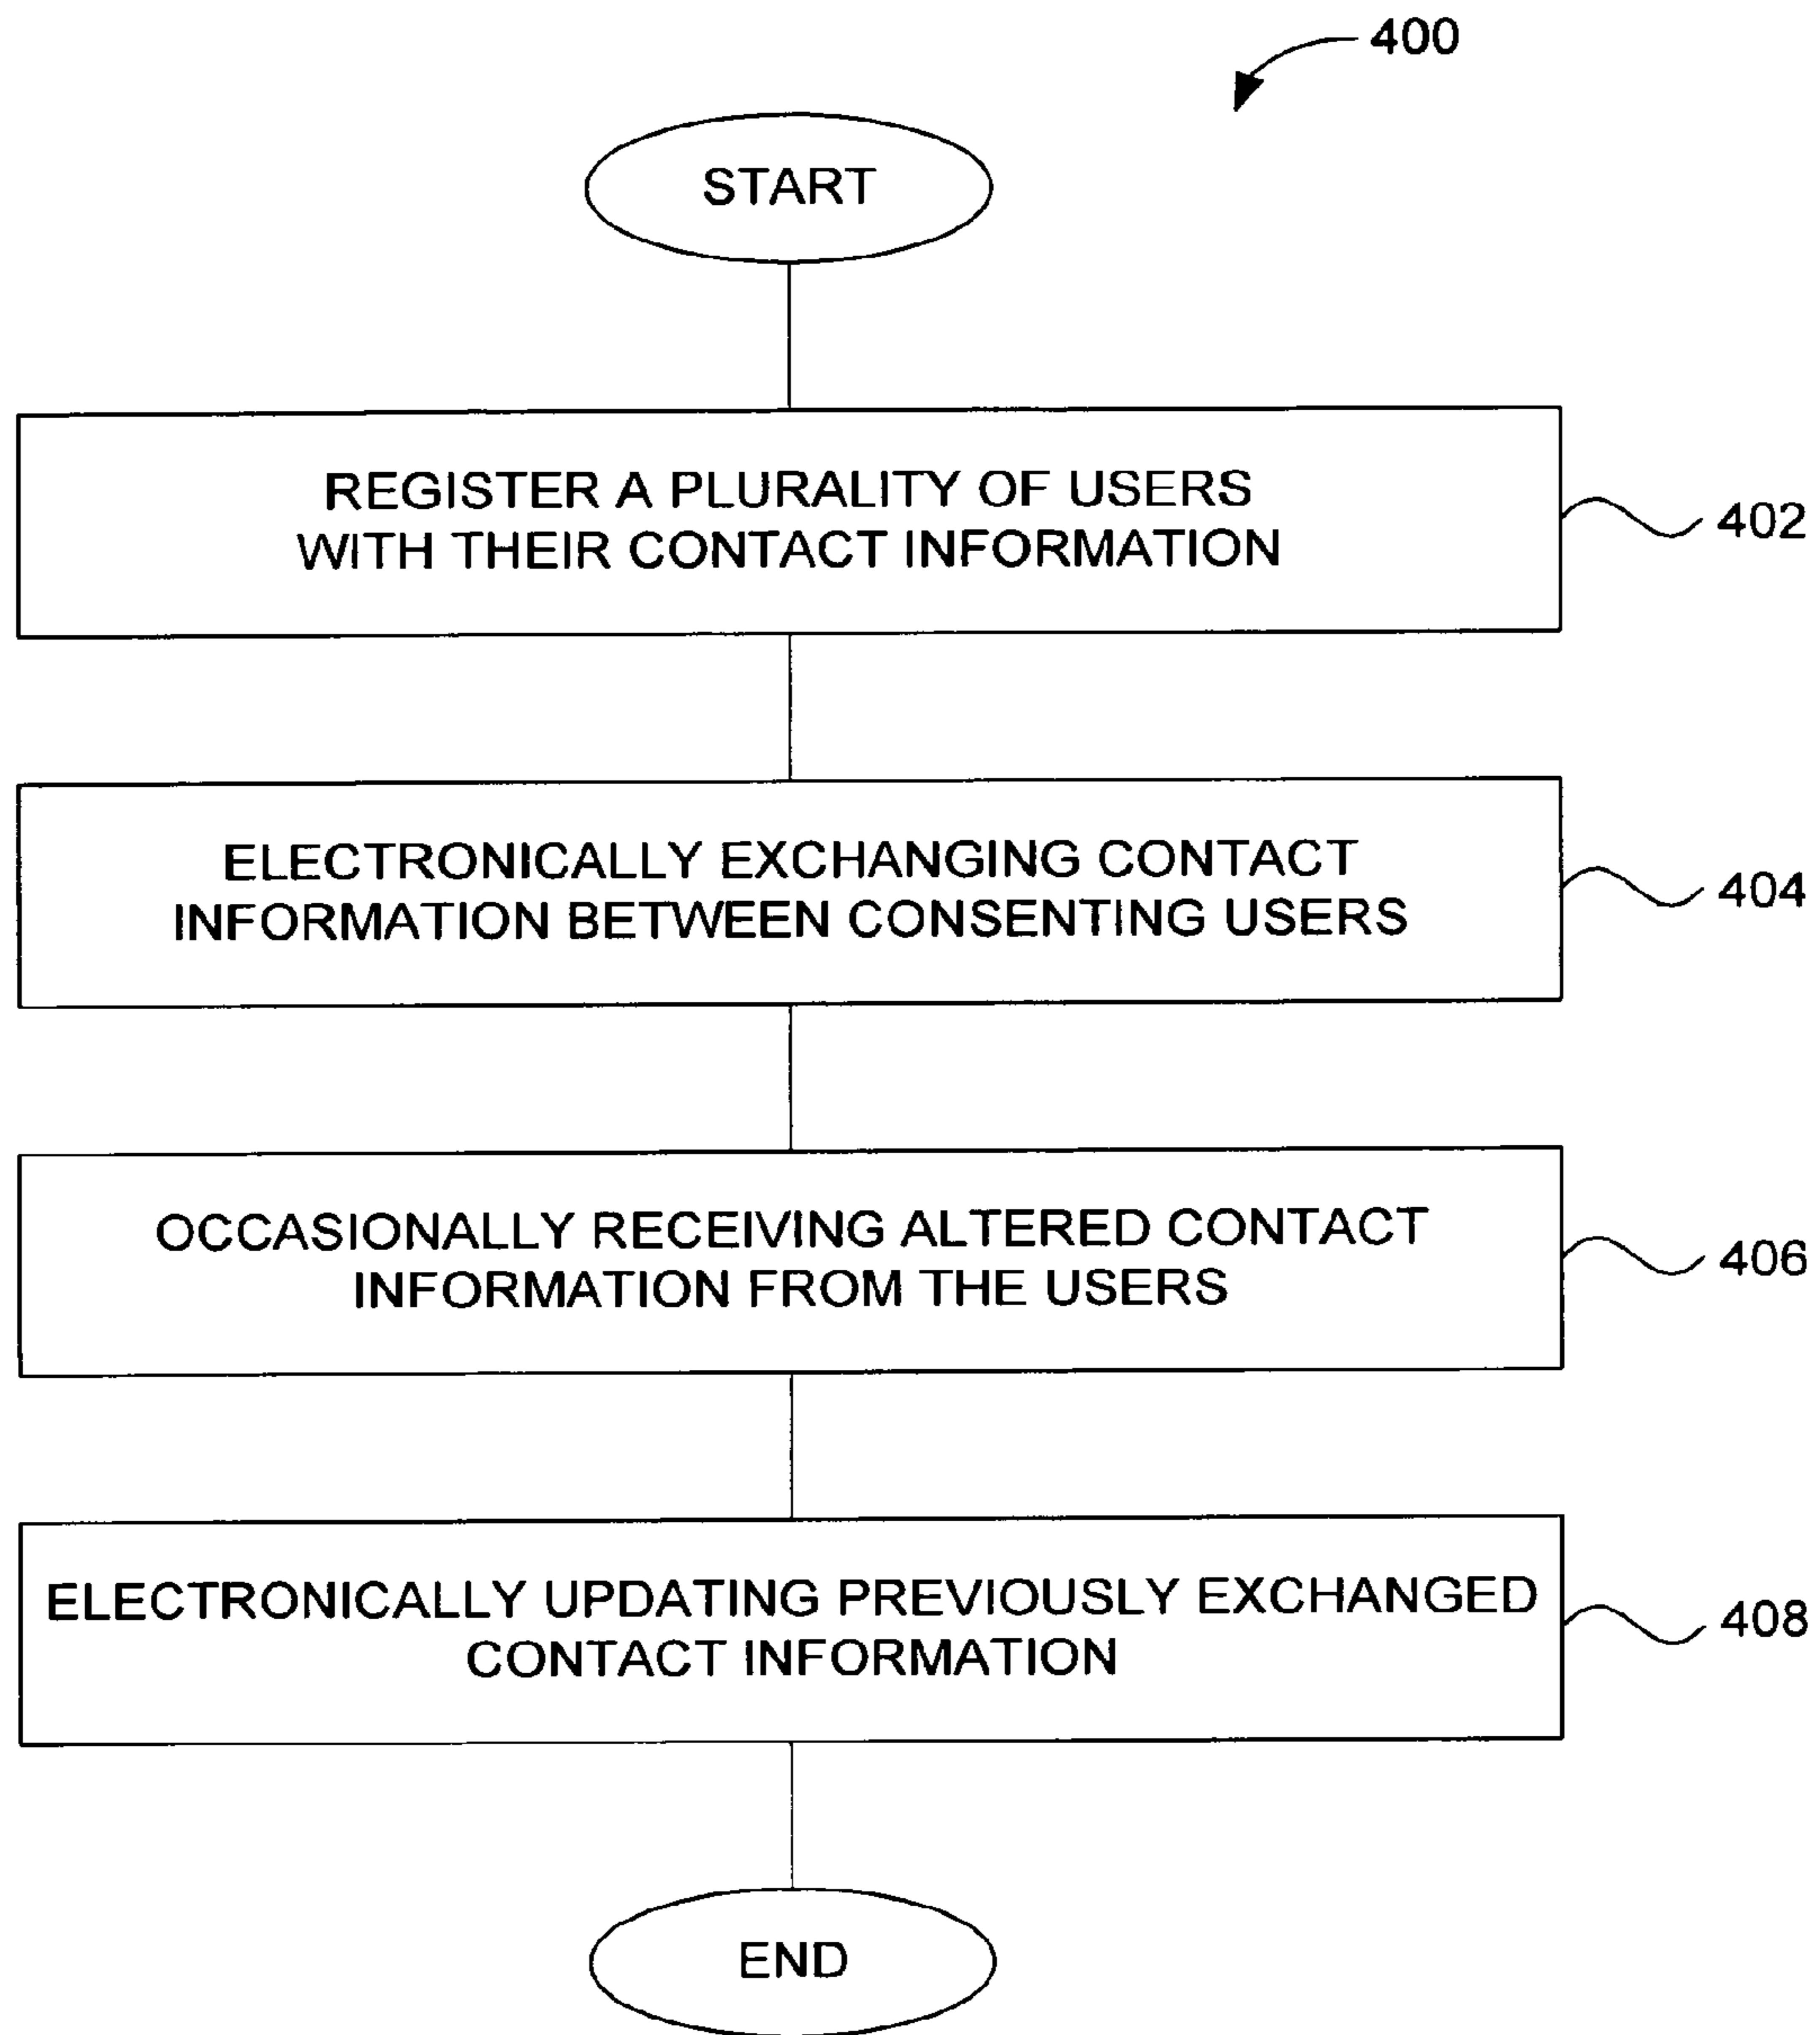 400
START
REGISTER A PLURALITY OF USERS
WITH THEIR CONTACT INFORMATION
402
ELECTRONICALLY EXCHANGING CONTACT
INFORMATION BETWEEN CONSENTING USERS
404
OCCASIONALLY RECEIVING ALTERED CONTACT
INFORMATION FROM THE USERS
406
ELECTRONICALLY UPDATING PREVIOUSLY EXCHANGED
CONTACT INFORMATION
408
END